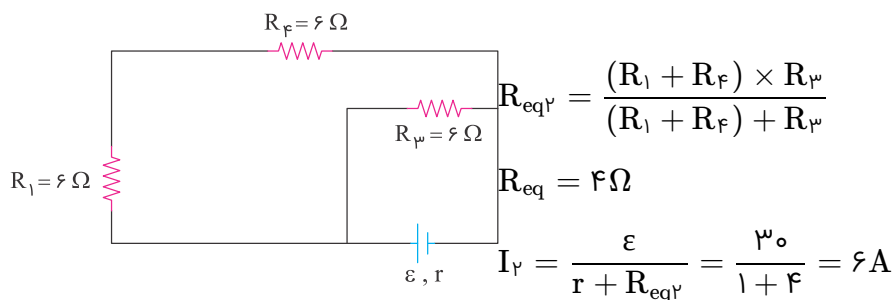 R۴ = ۶ Ω
R۳ = ۶ Ω
R۱ = ۶ Ω
ε , r
Req۲ = (R۱ + R۴) × R۳ / (R۱ + R۴) + R۳
Req = ۴Ω
I۲ = ε / r + Req۲ = ۳۰ / ۱ + ۴ = ۶A